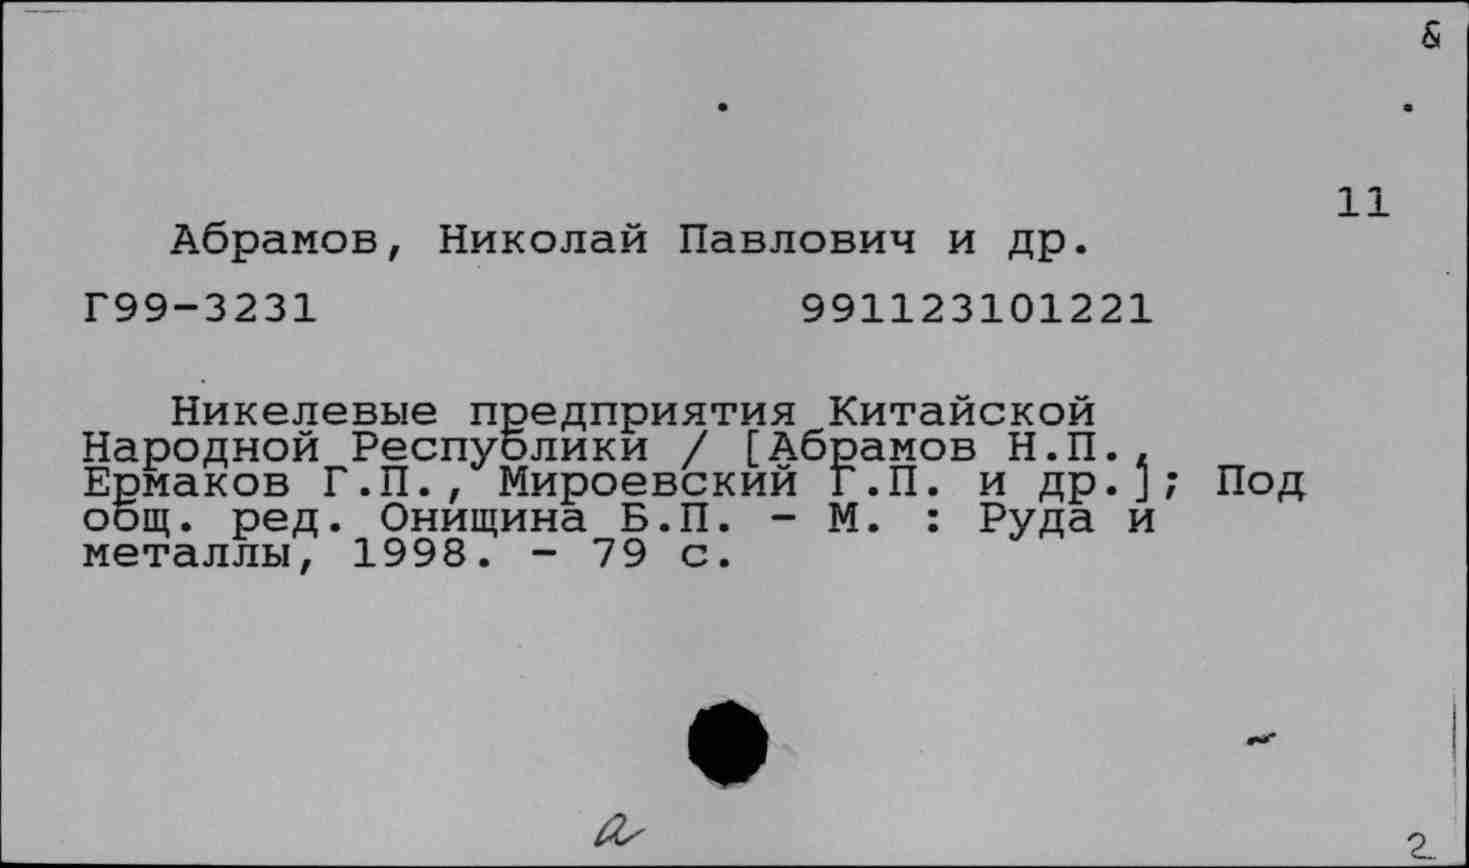 11
Абрамов, Николай Павлович и др.
Г99-3231 991123101221
Никелевые предприятия Китайской
Народной Республики / [Абрамов Н.П.,
Ермаков Г.П., Мироевский Г.П. и др.]; Под
общ. ред. Онищина Б.П. - М. : Руда и
металлы, 1998. - 79 с.
2